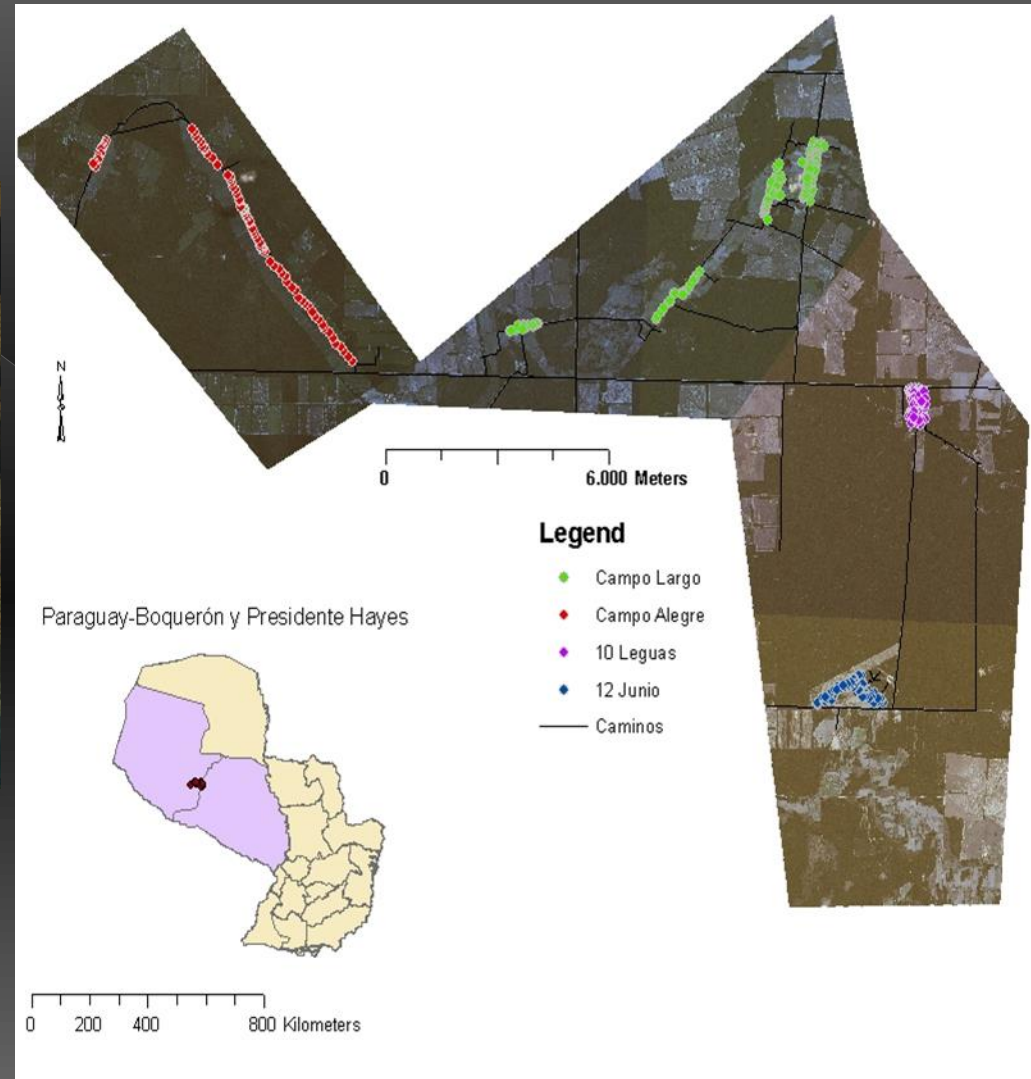 N
0 6.000 Meters
Legend
Campo Largo
Campo Alegre
10 Leguas
12 Junio
Caminos
Paraguay-Boquerón y Presidente Hayes
0 200 400 800 Kilometers